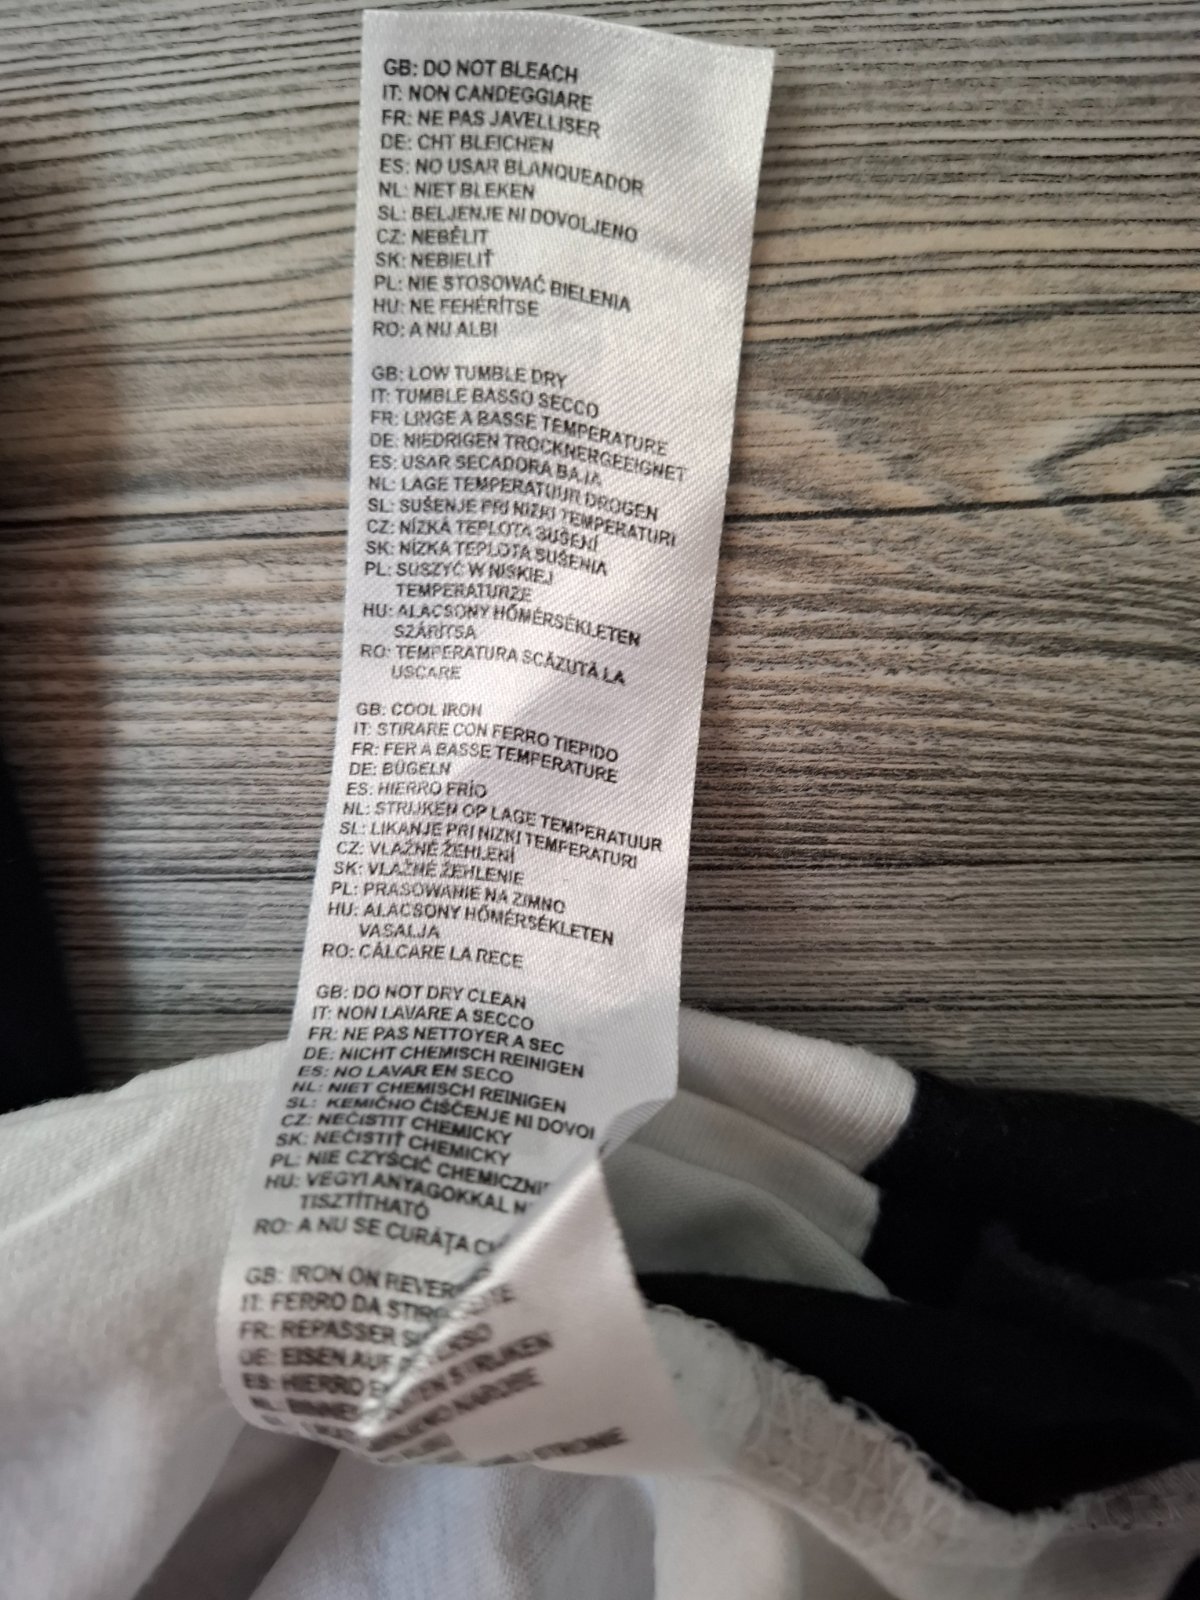 GB: DO NOT BLEACH
IT: NON CANDEGGIARE
FR: NE PAS JAVELLISER
DE: CHT BLEICHEN
ES: NO USAR BLANQUEADOR
NL: NIET BLEKEN
SL: BELJENJE NI DOVOLJENO
CZ: NEBĚLIT
SK: NEBIELIŤ
PL: NIE STOSOWAĆ BIELENIA
HU: NE FEHÉRÍTSE
RO: A NU ALBI
GB: LOW TUMBLE DRY
IT: TUMBLE BASSO SECCO
FR: LINGE A BASSE TEMPERATURE
DE: NIEDRIGEN TROCKNERGEEIGNET
ES: USAR SECADORA BAJA
NL: LAGE TEMPERATUUR DROGEN
SL: SUŠENJE PRI NIZKI TEMPERATURI
CZ: NÍZKÁ TEPLOTA SUŠENÍ
SK: NÍZKA TEPLOTA SUŠENIA
PL: SUSZYĆ W NISKIEJ
TEMPERATURZE
HU: ALACSONY HŐMÉRSÉKLETEN
SZÁRÍTSA
RO: TEMPERATURA SCĂZUTĂ LA
USCARE
GB: COOL IRON
IT: STIRARE CON FERRO TIEPIDO
FR: FER A BASSE TEMPERATURE
DE: BÜGELN
ES: HIERRO FRÍO
NL: STRIJKEN OP LAGE TEMPERATUUR
SL: LIKANJE PRI NIZKI TEMPERATURI
CZ: VLAŽNÉ ŽEHLENÍ
SK: VLAŽNÉ ŽEHLENIE
PL: PRASOWANIE NA ZIMNO
HU: ALACSONY HŐMÉRSÉKLETEN
VASALJA
RO: CĂLCARE LA RECE
GB: DO NOT DRY CLEAN
IT: NON LAVARE A SECCO
FR: NE PAS NETTOYER A SEC
DE: NICHT CHEMISCH REINIGEN
ES: NO LAVAR EN SECO
NL: NIET CHEMISCH REINIGEN
SL: KEMIČNO ČIŠČENJE NI DOVOL
CZ: NEČISTIT CHEMICKY
SK: NEČISTIŤ CHEMICKY
PL: NIE CZYŚCIĆ CHEMICZNI
HU: VEGYI ANYAGOKKAL N
TISZTÍTHATÓ
RO: A NU SE CURĂŢA
GB: IRON ON REVER
IT: FERRO DA STIR
FR: REPASSER
DE: EISEN AUF
ES: HIERRO